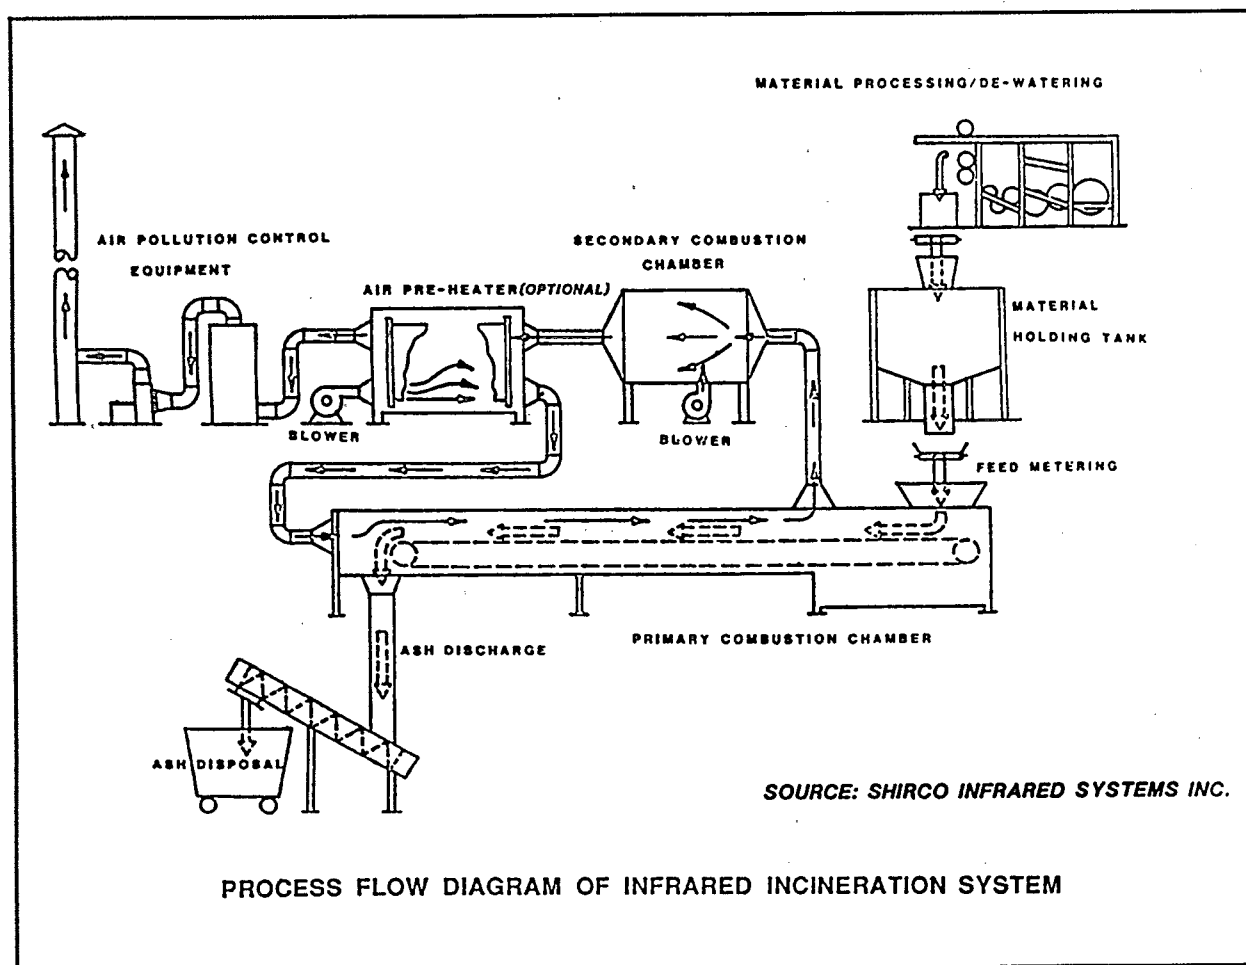 MATERIAL PROCESSING/DE-WATERING
AIR POLLUTION CONTROL
EQUIPMENT
SECONDARY COMBUSTION
CHAMBER
AIR PRE-HEATER(OPTIONAL)
MATERIAL
HOLDING TANK
BLOWER
BLOWER
FEED METERING
PRIMARY COMBUSTION CHAMBER
ASH DISCHARGE
ASH DISPOSAL
SOURCE: SHIRCO INFRARED SYSTEMS INC.
PROCESS FLOW DIAGRAM OF INFRARED INCINERATION SYSTEM